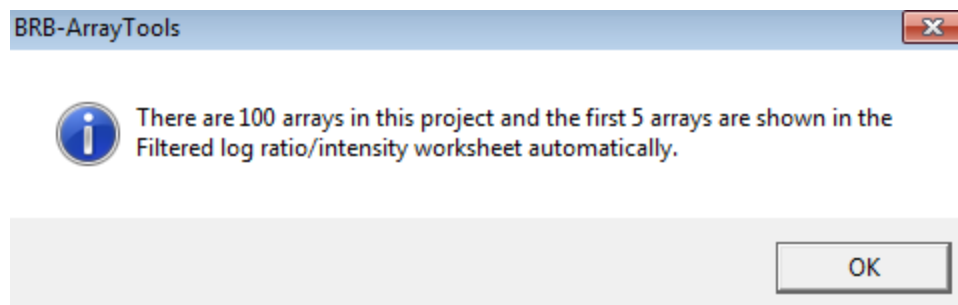 BRB-ArrayTools
There are 100 arrays in this project and the first 5 arrays are shown in the
Filtered log ratio/intensity worksheet automatically.
OK